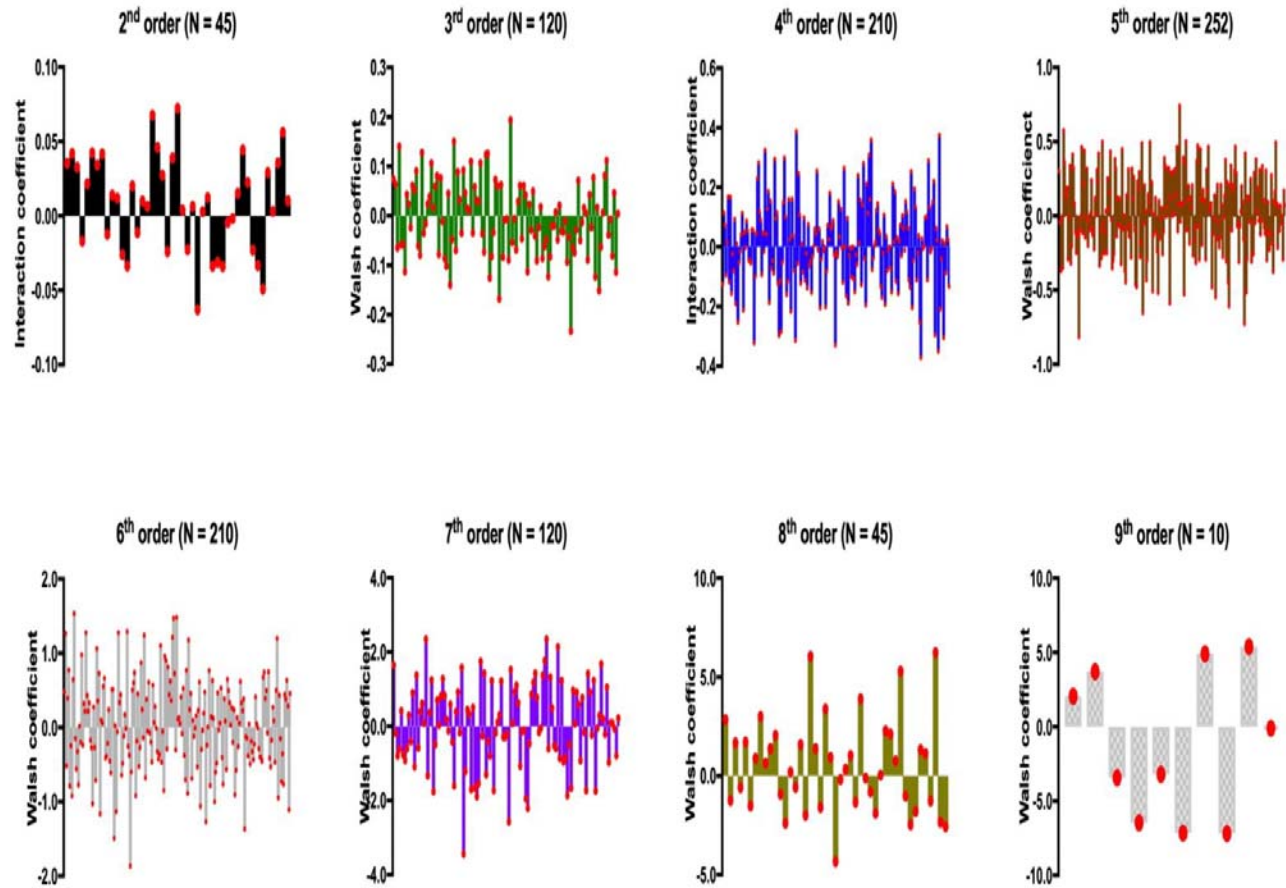 2nd order (N = 45)
3rd order (N = 120)
4th order (N = 210)
5th order (N = 252)
Interaction coefficient
0.10
0.05
0.00
-0.05
-0.10
Walsh coefficient
0.3
0.2
0.1
0.0
-0.1
-0.2
-0.3
Interaction coefficient
0.6
0.4
0.2
0.0
-0.2
-0.4
Walsh coefficienct
1.0
0.5
0.0
-0.5
-1.0
6th order (N = 210)
7th order (N = 120)
8th order (N = 45)
9th order (N = 10)
Walsh coefficient
2.0
1.0
0.0
-1.0
-2.0
Walsh coefficient
4.0
2.0
0.0
-2.0
-4.0
Walsh coefficient
10.0
5.0
0.0
-5.0
Walsh coefficient
10.0
5.0
0.0
-5.0
-10.0